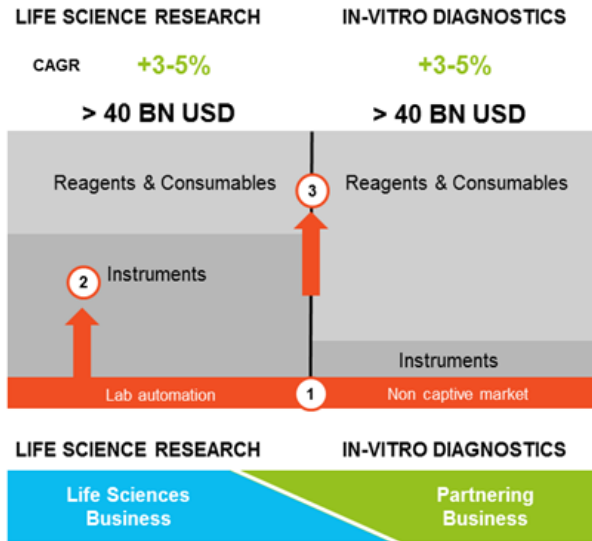 LIFE SCIENCE RESEARCH
IN-VITRO DIAGNOSTICS
CAGR
+3-5%
+3-5%
> 40 BN USD
> 40 BN USD
Reagents & Consumables
3
Reagents & Consumables
2
Instruments
Instruments
Lab automation
1
Non captive market
LIFE SCIENCE RESEARCH
IN-VITRO DIAGNOSTICS
Life Sciences
Business
Partnering
Business